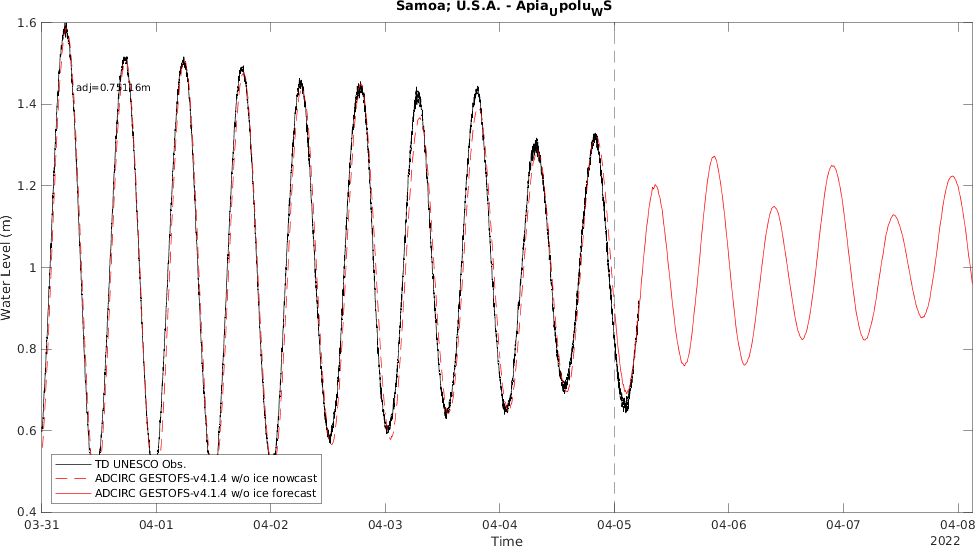 Samoa; U.S.A. - Apia_Upolu_WS
1.6
adj=0.75116m
1.4
1.2
1
0.8
0.6
0.4
Water Level (m)
TD UNESCO Obs.
ADCIRC GESTOFS-v4.1.4 w/o ice nowcast
ADCIRC GESTOFS-v4.1.4 w/o ice forecast
03-31 04-01 04-02 04-03 04-04 04-05 04-06 04-07 04-08
Time
2022